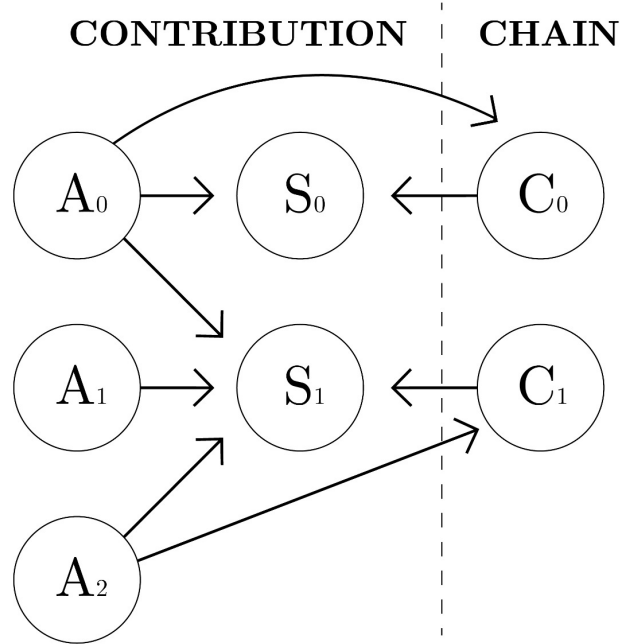 CONTRIBUTION CHAIN
A₀ S₀ C₀
A₁ S₁ C₁
A₂